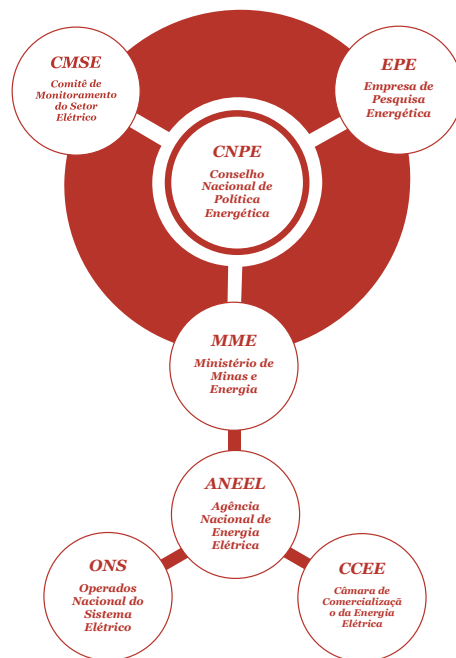 CMSE
Comitê de
Monitoramento
do Setor
Elétrico
EPE
Empresa de
Pesquisa
Energética
CNPE
Conselho
Nacional de
Política
Energética
MME
Ministério de
Minas e
Energia
ANEEL
Agência
Nacional de
Energia
Elétrica
ONS
Operados
Nacional do
Sistema
Elétrico
CCEE
Câmara de
Comercializaçã
o da Energia
Elétrica